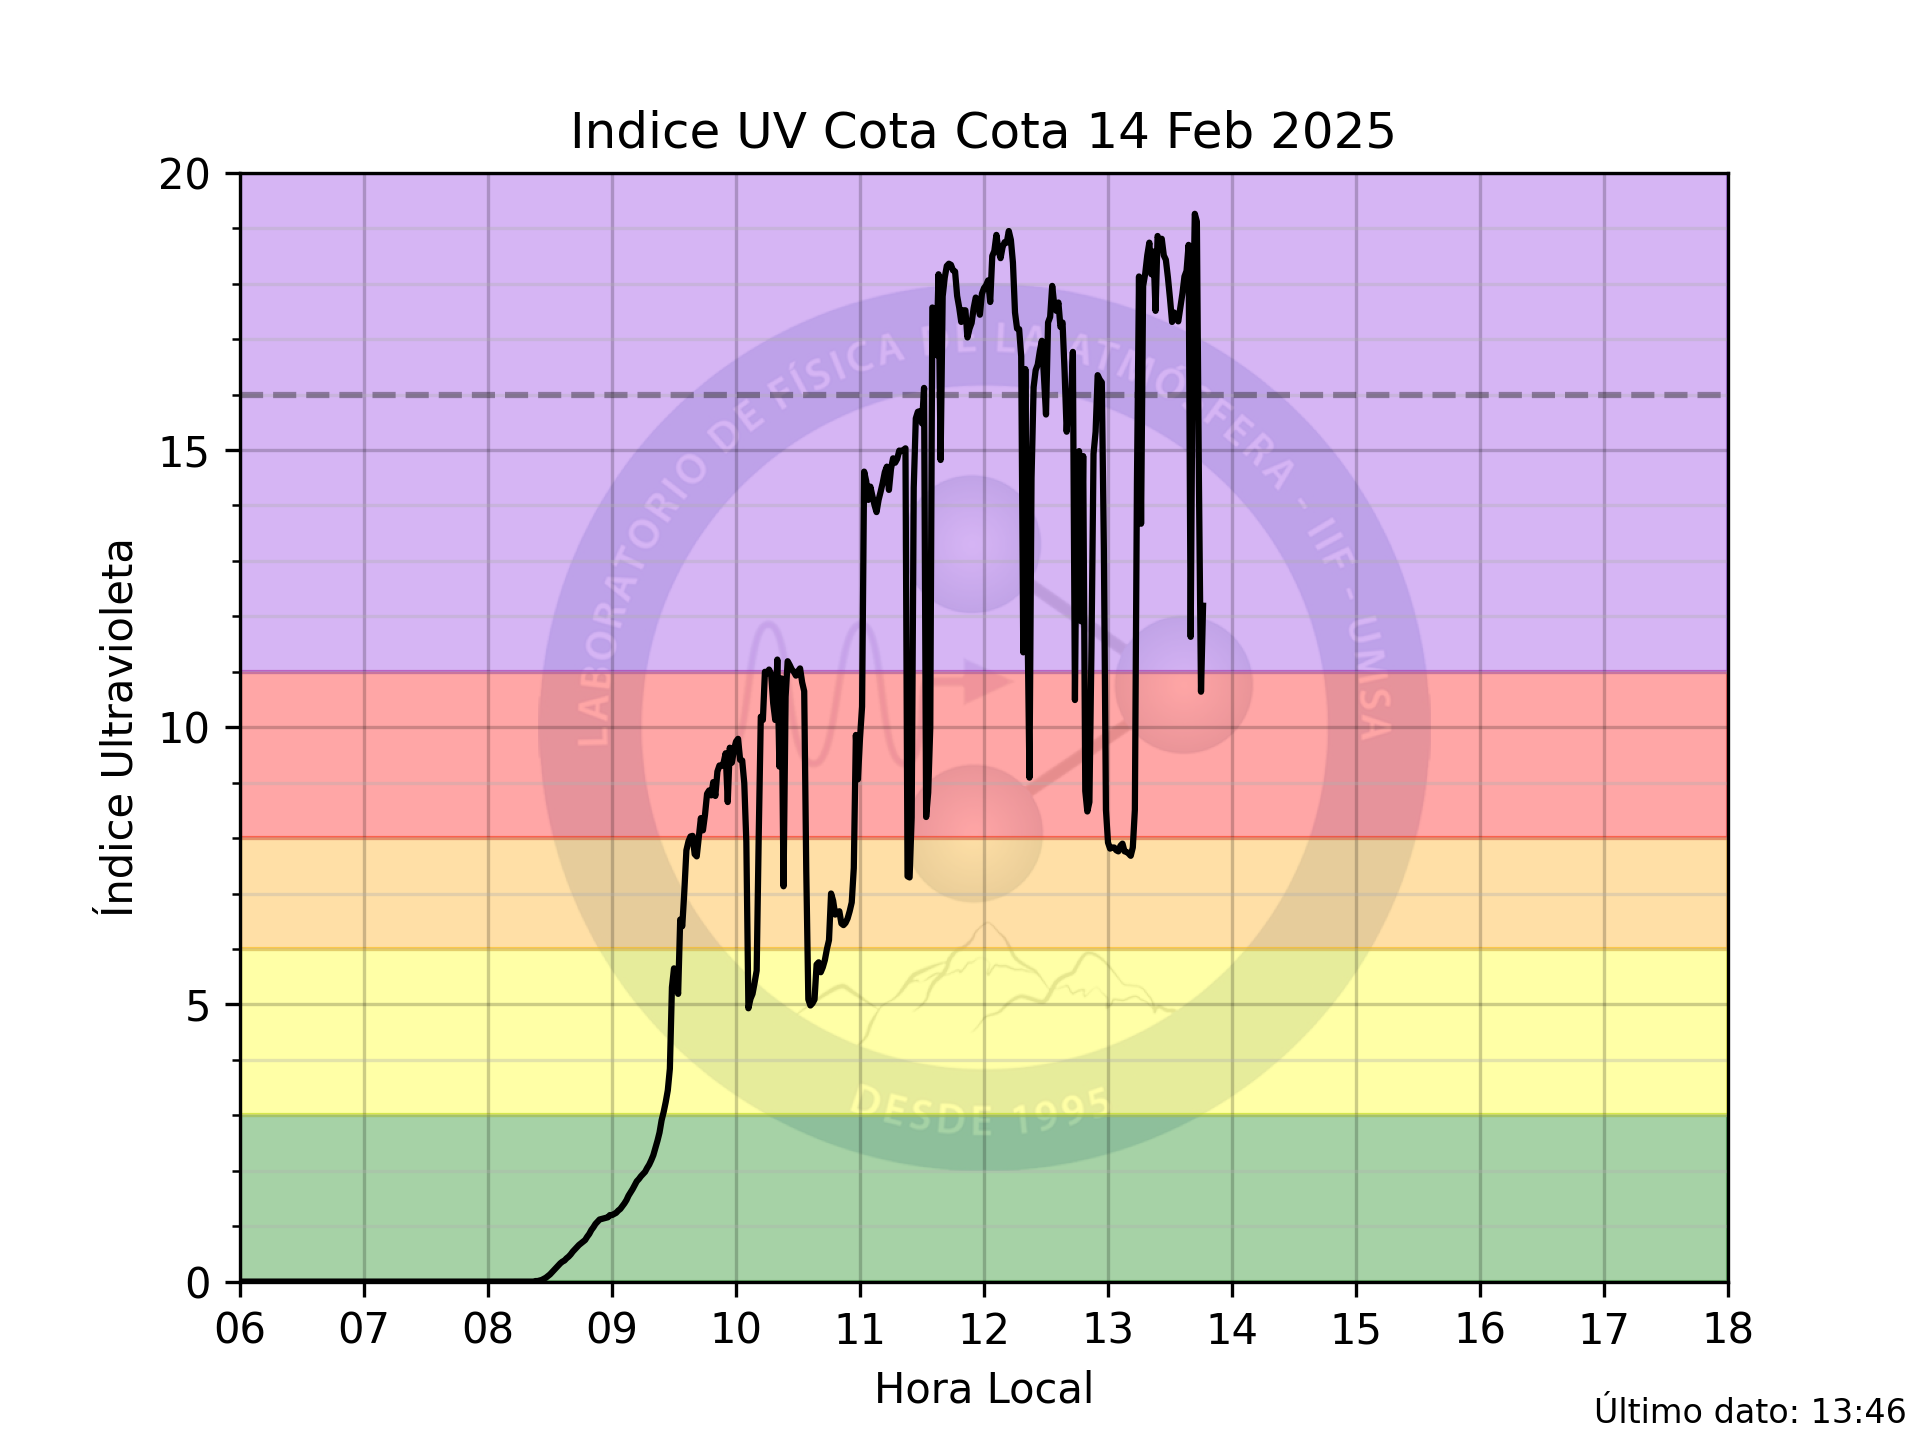 Indice UV Cota Cota 14 Feb 2025
20
15
10
5
0
Índice Ultravioleta
LABORATORIO DE FÍSICA DE LA ATMÓSFERA - IIF - UMSA
DESDE 1995
06 07 08 09 10 11 12 13 14 15 16 17 18
Hora Local
Último dato: 13:46